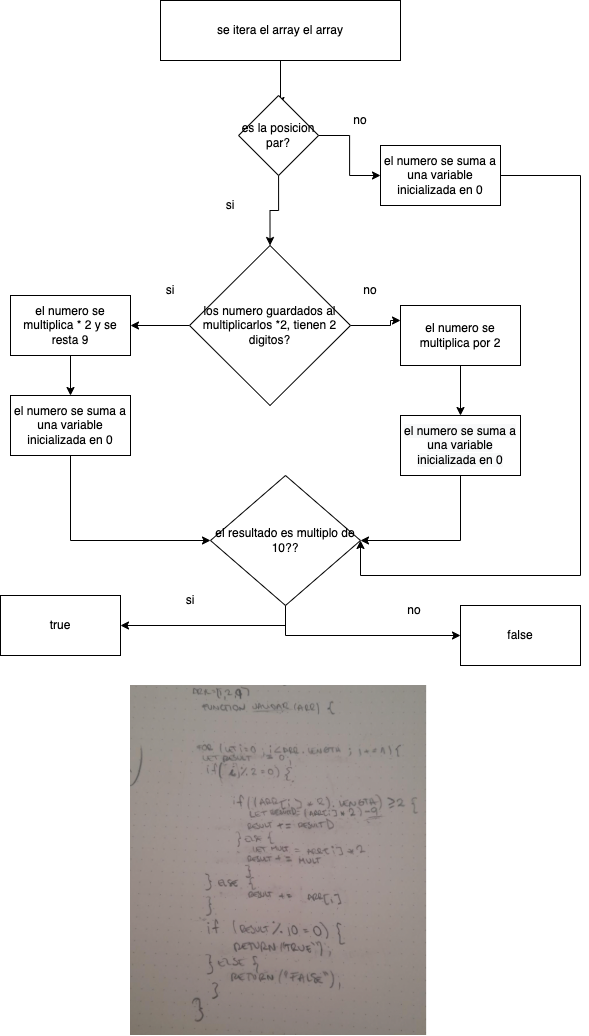 se itera el array el array
es la posicion
par?
no
el numero se suma a
una variable
inicializada en 0
si
los numero guardados al
multiplicarlos *2, tienen 2
digitos?
si
el numero se
multiplica * 2 y se
resta 9
no
el numero se
multiplica por 2
el numero se suma a
una variable
inicializada en 0
el numero se suma a
una variable
inicializada en 0
el resultado es multiplo de
10??
si
true
no
false
FUNCTION VALIDAR (ARR) {
FOR (LET i=0; i<ARR.LENGTH; i++) {
LET RESULT = 0;
if (i%2=0) {
if ((ARR[i] * 2).LENGTH) ≥2 {
LET (ARR[i] * 2)-9
RESULT += RESULTD
} ELSE {
LET MULT = ARR[i] * 2
RESULT += MULT
}
} ELSE {
RESULT += ARR[i]
}
if (RESULT%10=0) {
RETURN ("TRUE");
} ELSE {
RETURN ("FALSE");
}
}